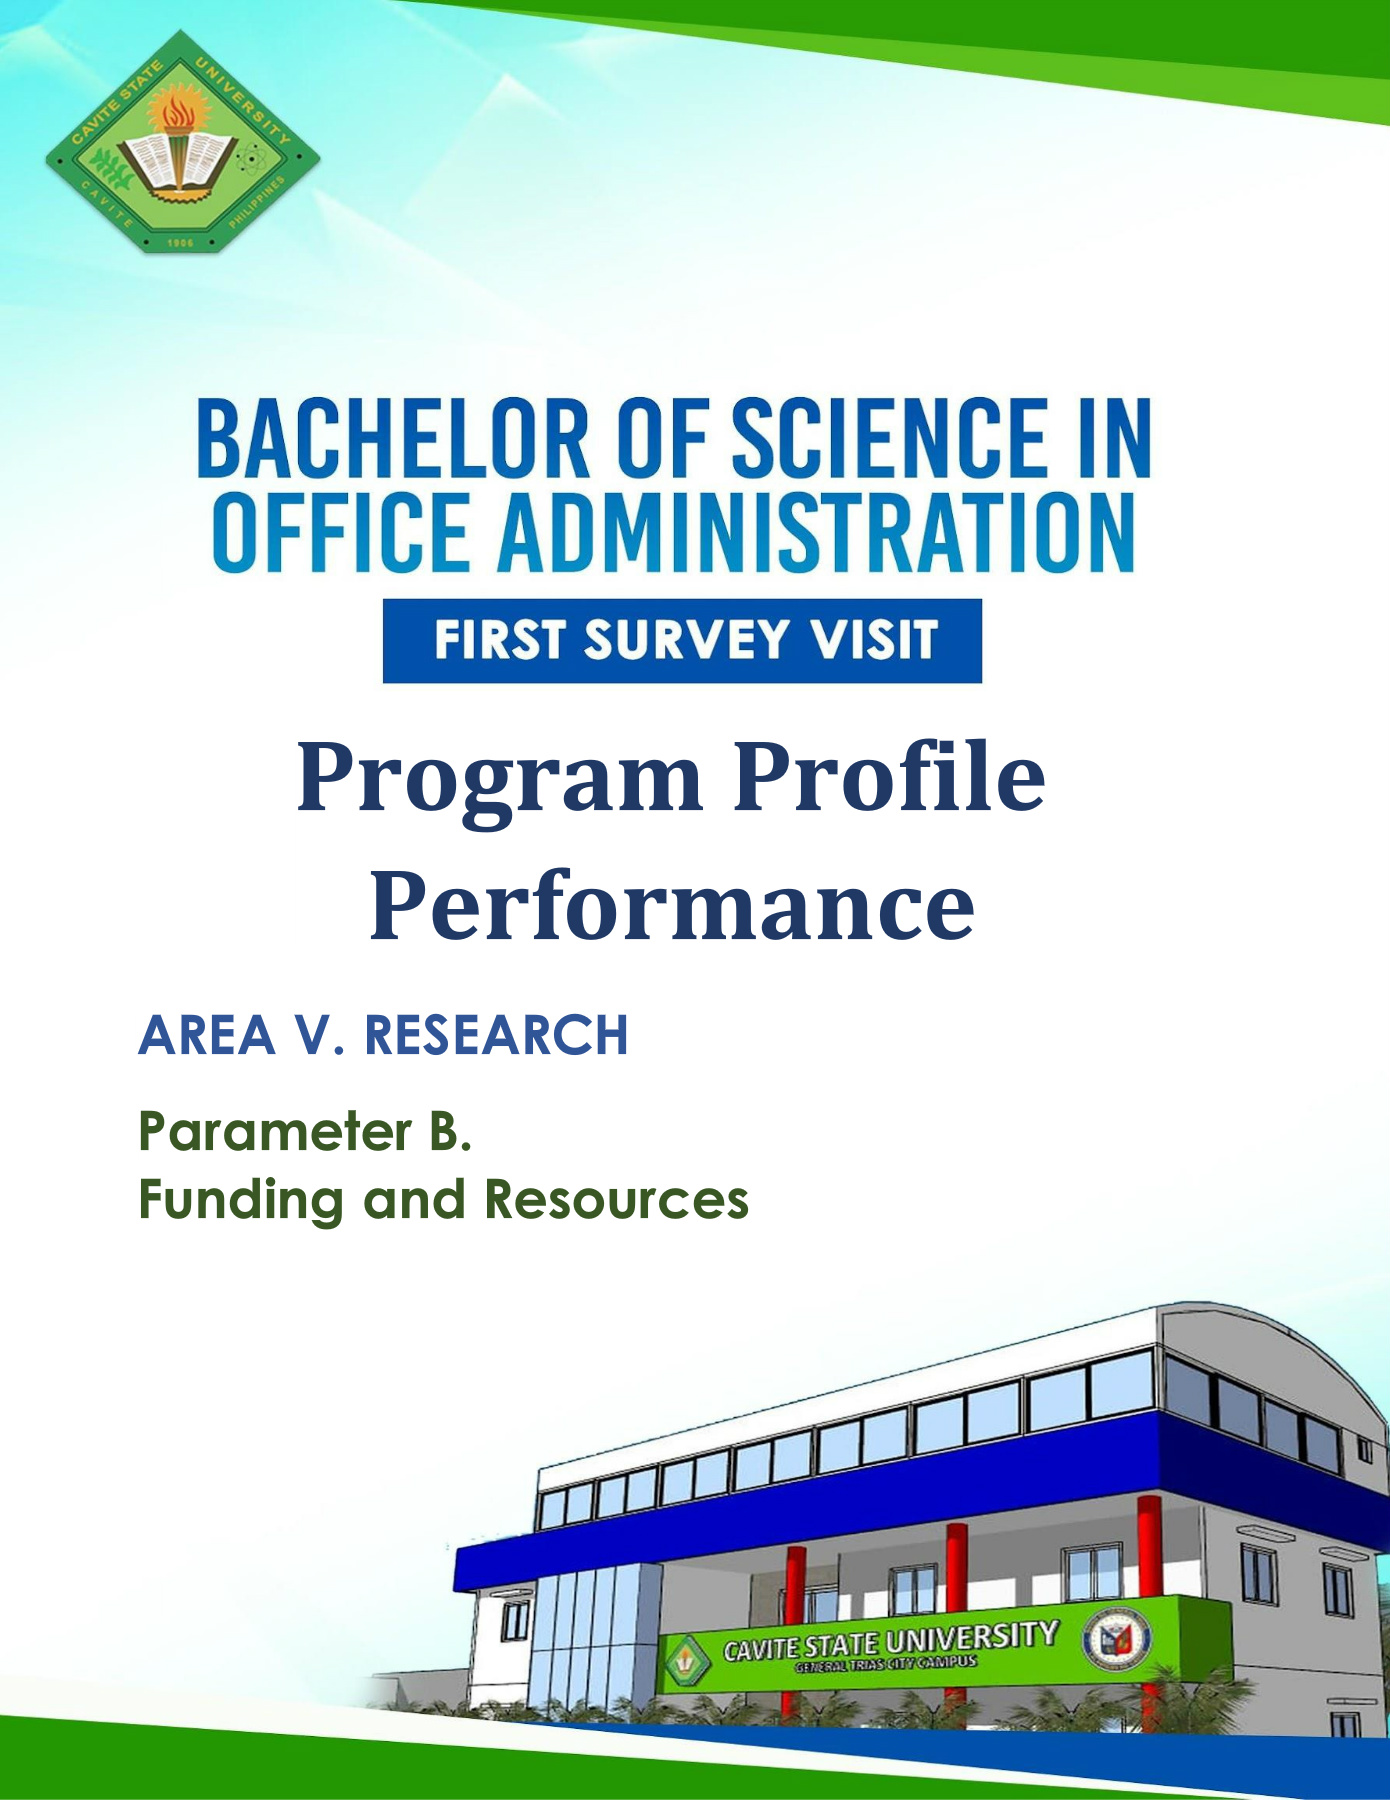 CAVITE STATE UNIVERSITY
CAVITE PHILIPPINES
1906
BACHELOR OF SCIENCE IN
OFFICE ADMINISTRATION
FIRST SURVEY VISIT
Program Profile
Performance
AREA V. RESEARCH
Parameter B.
Funding and Resources
CAVITE STATE UNIVERSITY
GENERAL TRIAS CITY CAMPUS